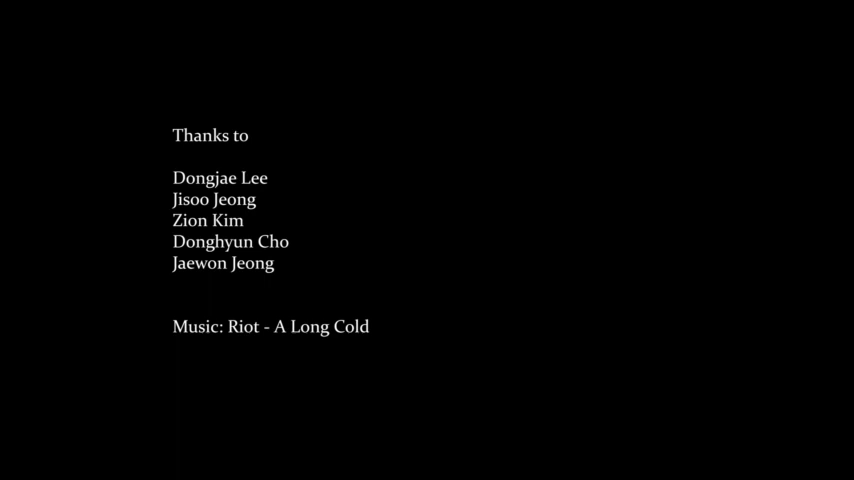 Thanks to
Dongjae Lee
Jisoo Jeong
Zion Kim
Donghyun Cho
Jaewon Jeong
Music: Riot - A Long Cold